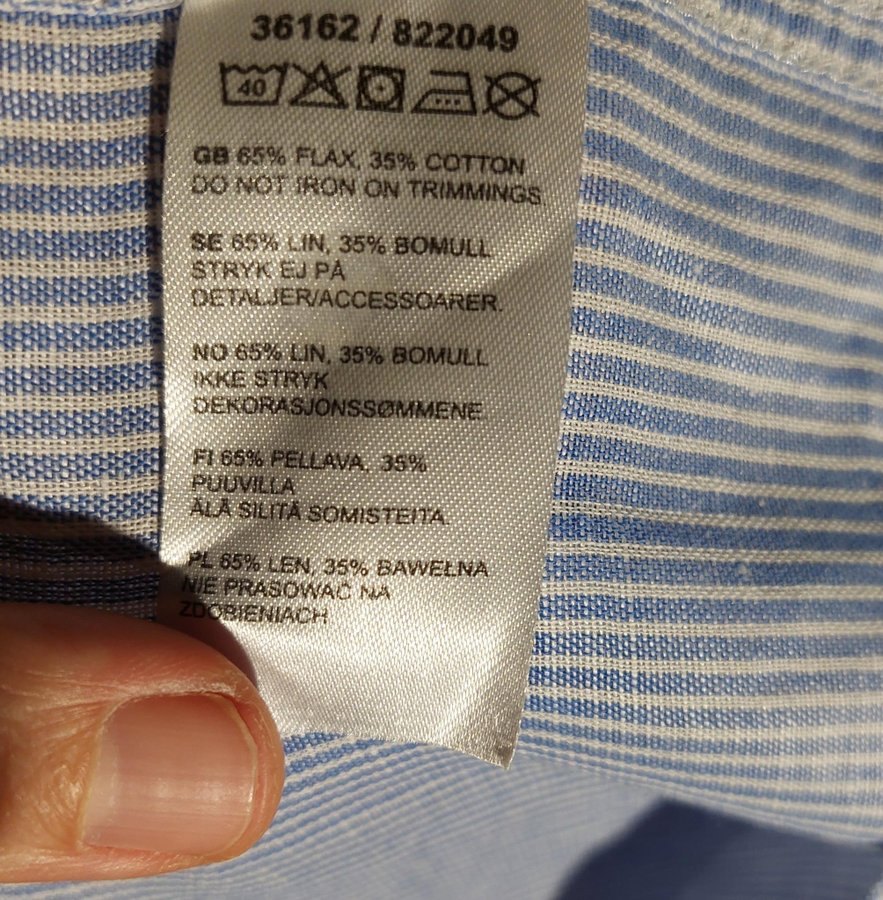 36162 / 822049
40
GB 65% FLAX, 35% COTTON
DO NOT IRON ON TRIMMINGS
SE 65% LIN, 35% BOMULL
STRYK EJ PÅ
DETALJER/ACCESSOARER.
NO 65% LIN, 35% BOMULL
IKKE STRYK
DEKORASJONSSØMMENE
FI 65% PELLAVA, 35%
PUUVILLA
ÄLÄ SILITÄ SOMISTEITA.
PL 65% LEN, 35% BAWEŁNA
NIE PRASOWAĆ NA
ZDOBIENIACH